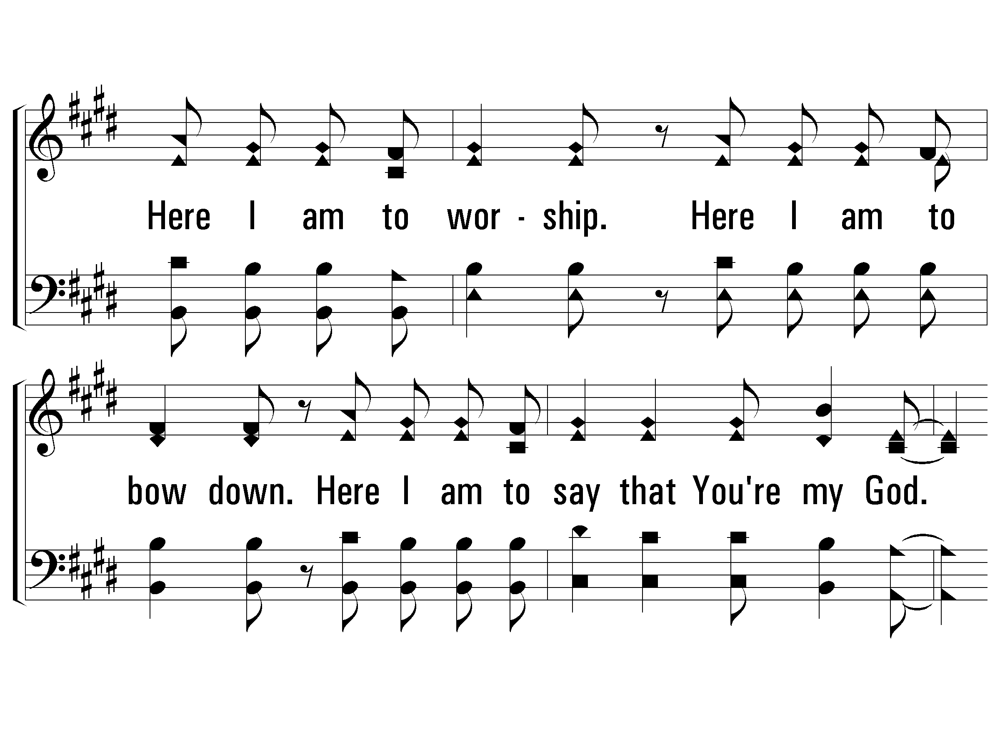 Here I am to wor - ship. Here I am to
bow down. Here I am to say that You're my God.